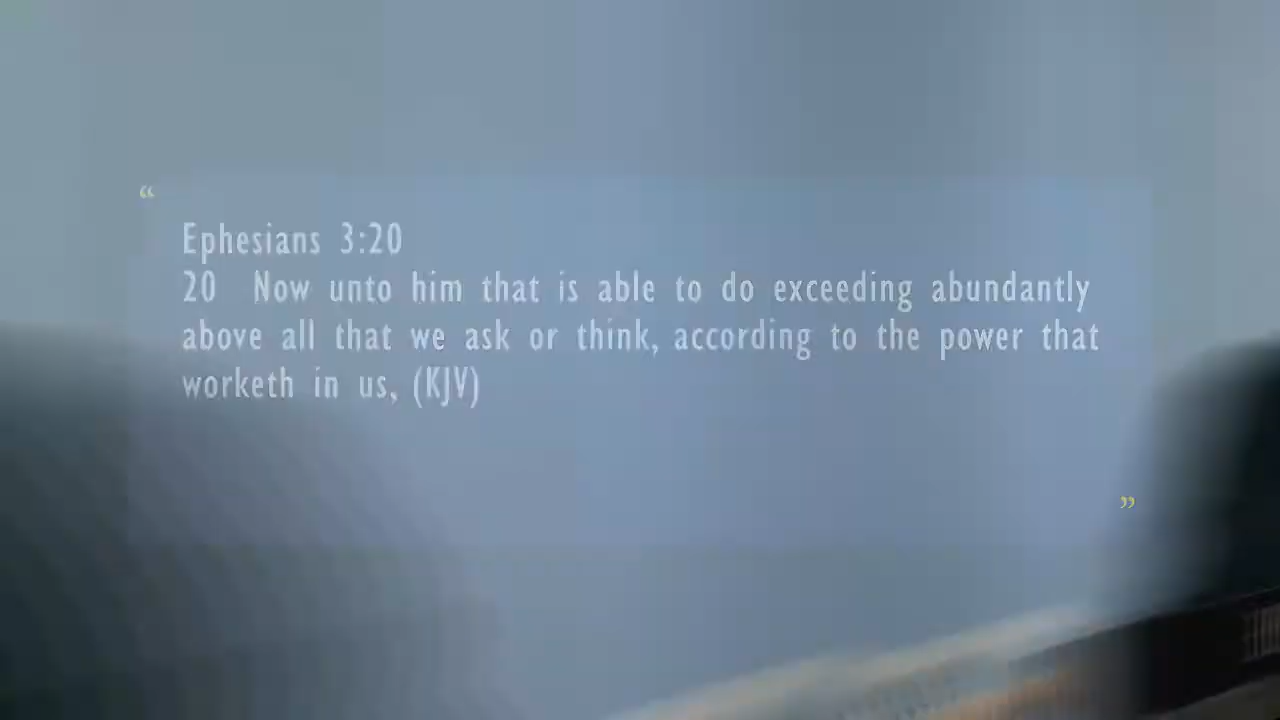 “
Ephesians 3:20
20 Now unto him that is able to do exceeding abundantly
above all that we ask or think, according to the power that
worketh in us, (KJV)
”